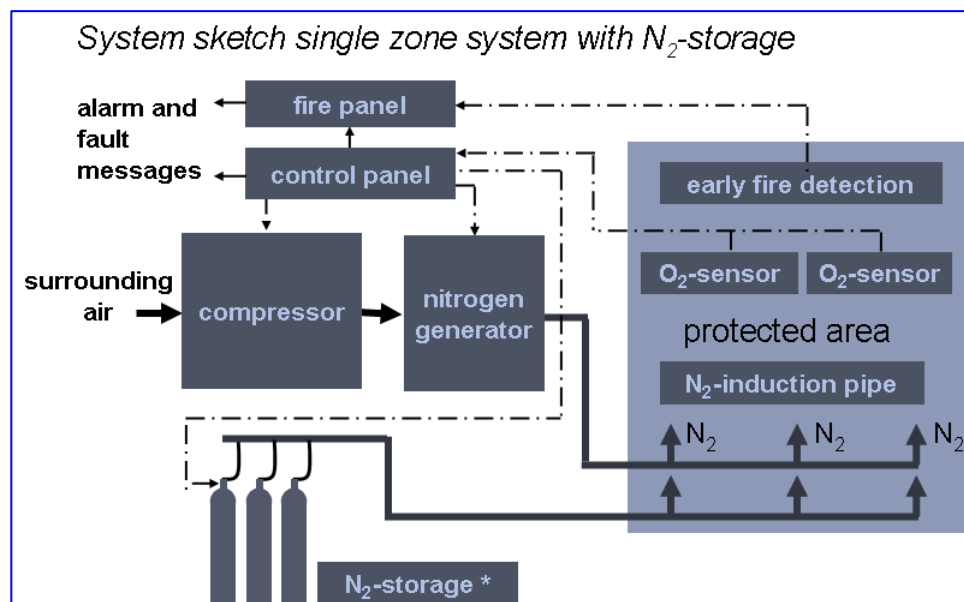 System sketch single zone system with N₂-storage
fire panel
alarm and
fault
messages
control panel
early fire detection
O₂-sensor
O₂-sensor
surrounding
air
compressor
nitrogen
generator
protected area
N₂-induction pipe
N₂
N₂
N₂
N₂-storage *